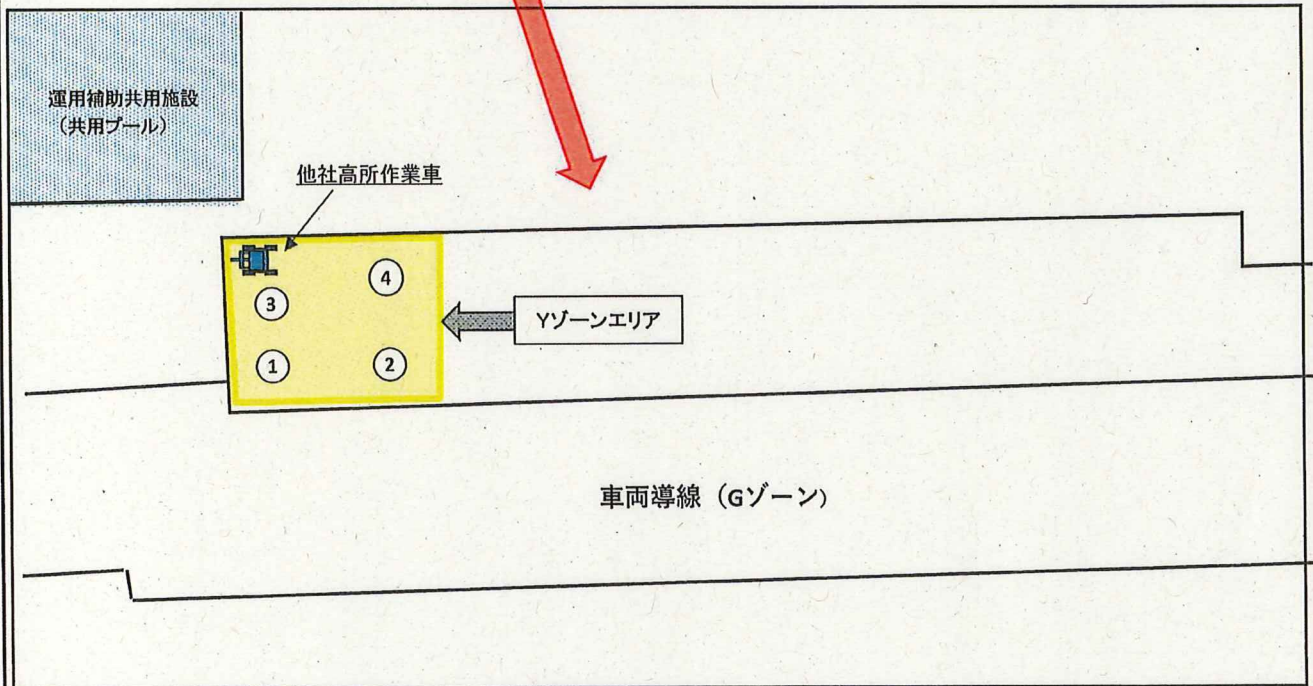 運用補助共用施設
（共用プール）
他社高所作業車
④
③
Yゾーンエリア
①
②
車両導線（Gゾーン）